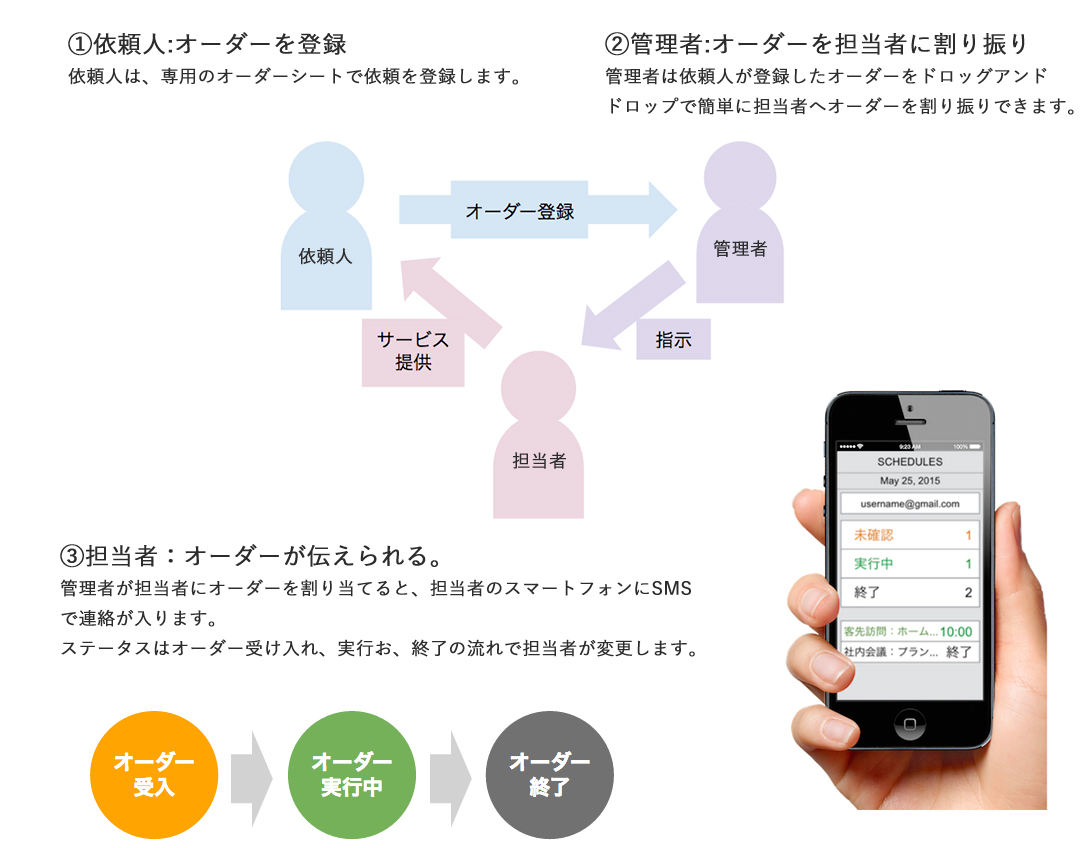 ①依頼人:オーダーを登録
依頼人は、専用のオーダーシートで依頼を登録します。
②管理者:オーダーを担当者に割り振り
管理者は依頼人が登録したオーダーをドロッグアンド
ドロップで簡単に担当者へオーダーを割り振りできます。
オーダー登録
依頼人
管理者
サービス
提供
指示
担当者
③担当者：オーダーが伝えられる。
管理者が担当者にオーダーを割り当てると、担当者のスマートフォンにSMS
で連絡が入ります。
ステータスはオーダー受け入れ、実行お、終了の流れで担当者が変更します。
オーダー
受入
オーダー
実行中
オーダー
終了
9:23 AM 100%
SCHEDULES
May 25, 2015
username@gmail.com
未確認 1
実行中 1
終了 2
客先訪問：ホーム... 10:00
社内会議：プラン... 終了